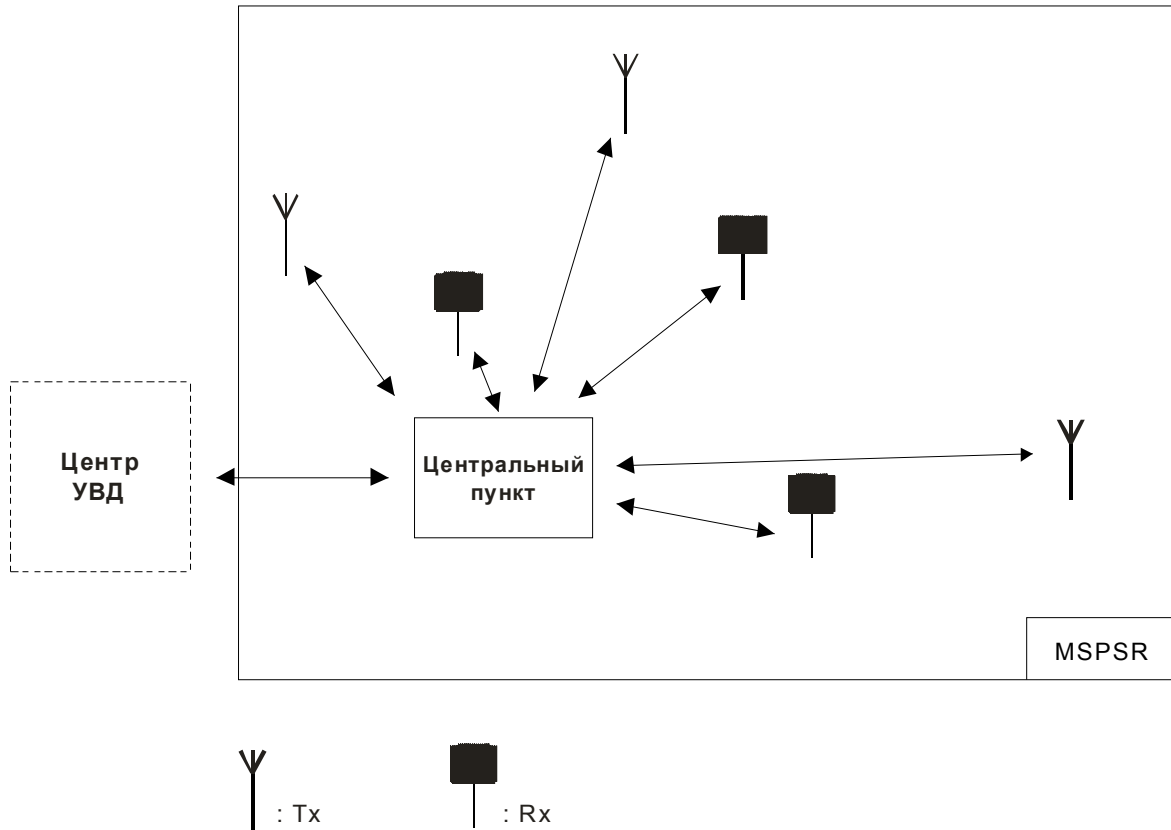 Центр
УВД
Центральный
пункт
MSPSR
: Tx
: Rx